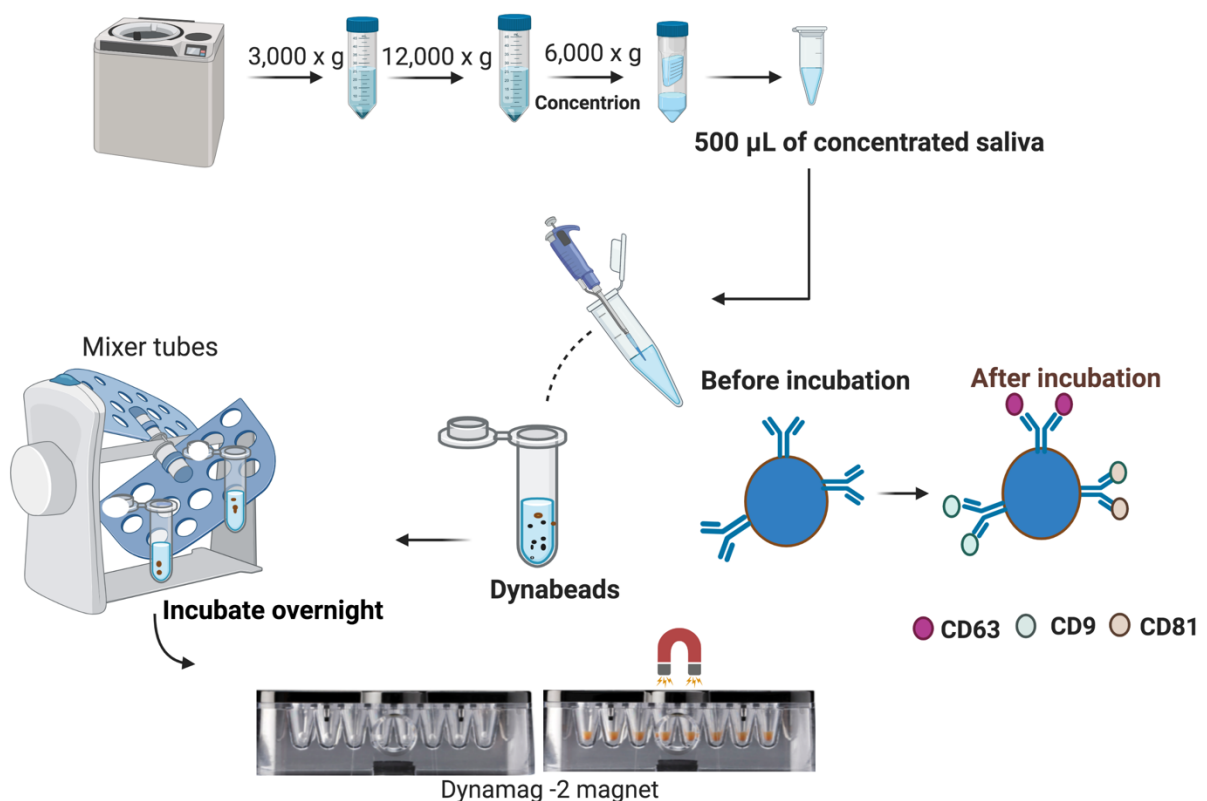 3,000 x g
12,000 x g
6,000 x g
Concentrion
500 µL of concentrated saliva
Mixer tubes
Before incubation
After incubation
Dynabeads
Incubate overnight
CD63
CD9
CD81
Dynamag -2 magnet